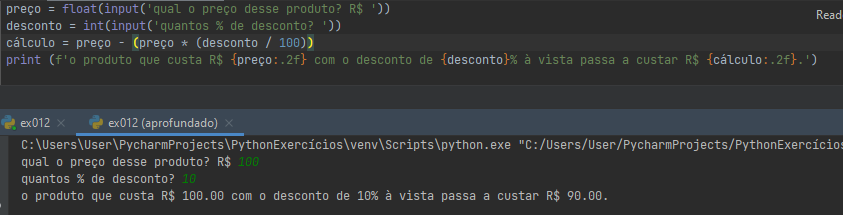 preço = float(input('qual o preço desse produto? R$ '))
Read
desconto = int(input('quantos % de desconto? '))
cálculo = preço - (preço * (desconto / 100))
print (f'o produto que custa R$ {preço:.2f} com o desconto de {desconto}% à vista passa a custar R$ {cálculo:.2f}.')
ex012 × ex012 (aprofundado) ×
C:\Users\User\PycharmProjects\PythonExercícios\venv\Scripts\python.exe "C:/Users/User/PycharmProjects/PythonExercícios
qual o preço desse produto? R$ 100
quantos % de desconto? 10
o produto que custa R$ 100.00 com o desconto de 10% à vista passa a custar R$ 90.00.